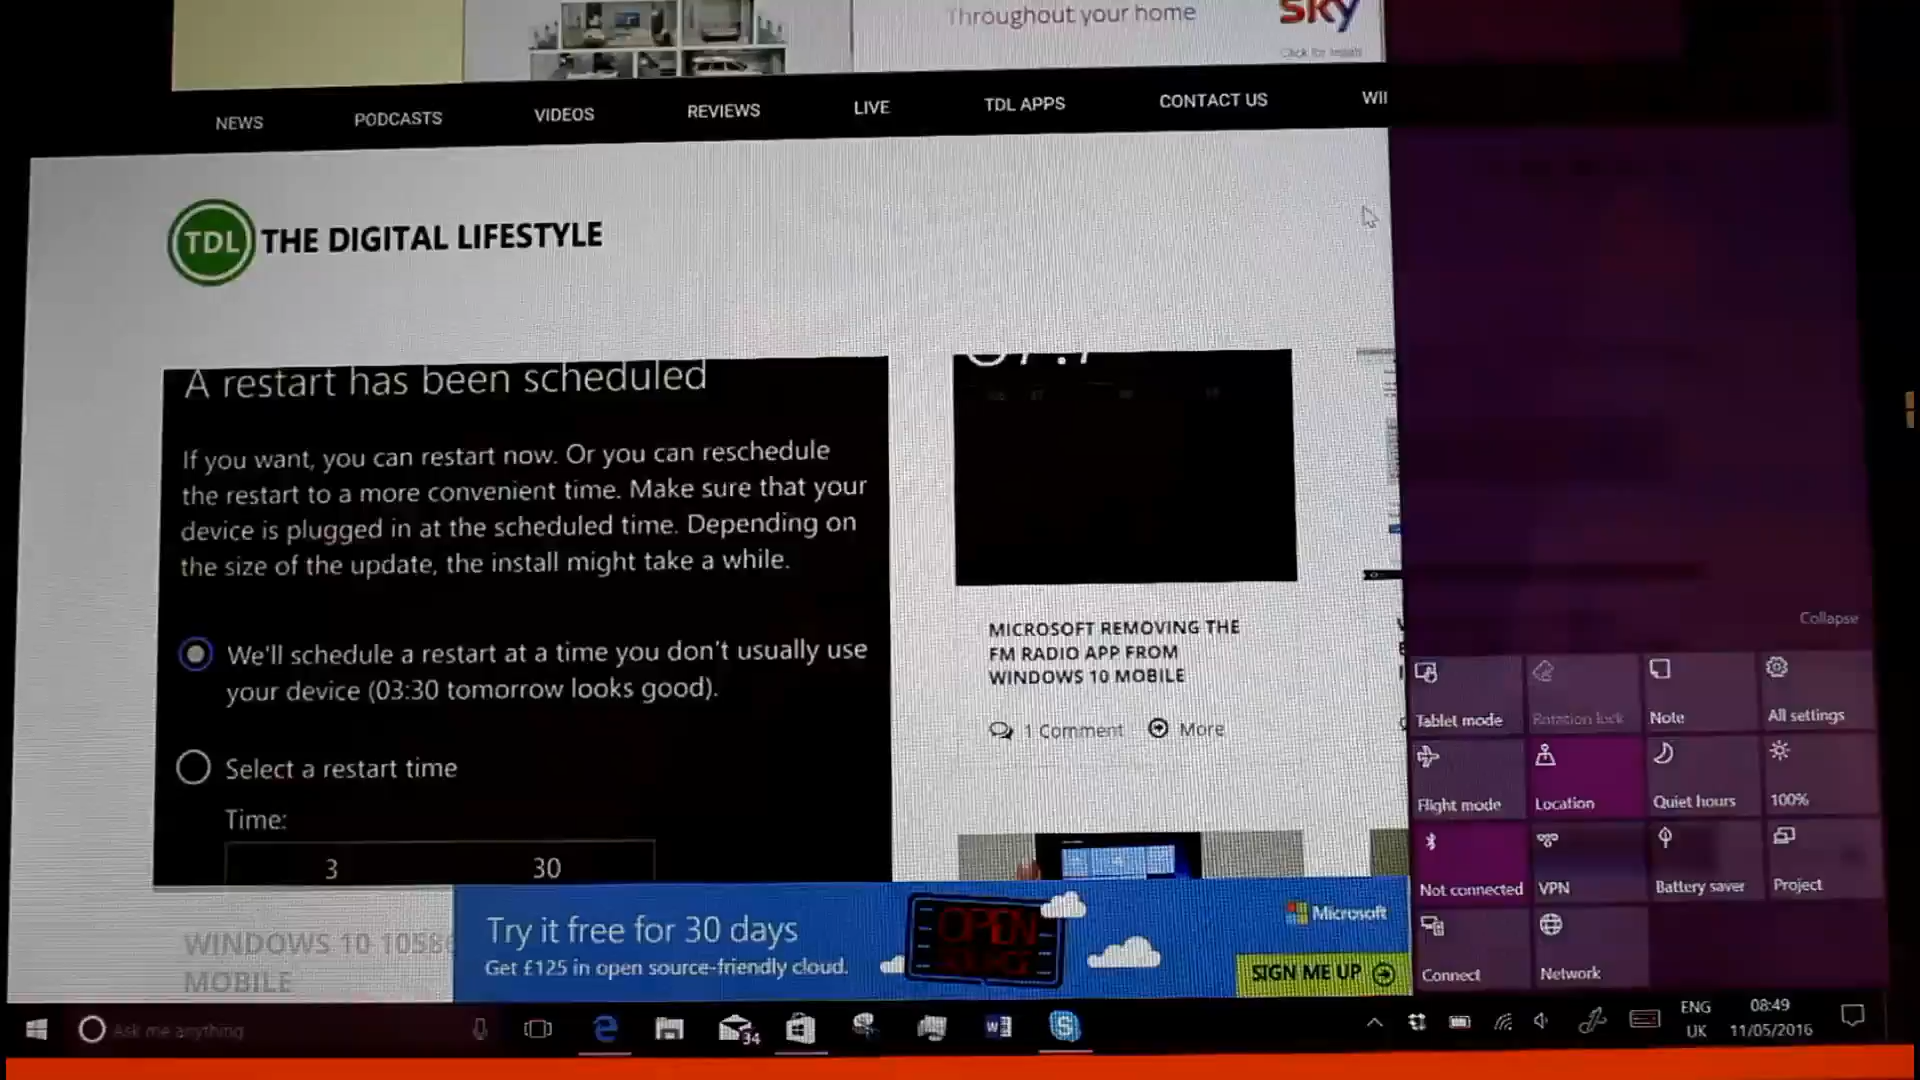 Throughout your home
sky
Click for details
NEWS
PODCASTS
VIDEOS
REVIEWS
LIVE
TDL APPS
CONTACT US
WII
TDL THE DIGITAL LIFESTYLE
A restart has been scheduled
If you want, you can restart now. Or you can reschedule
the restart to a more convenient time. Make sure that your
device is plugged in at the scheduled time. Depending on
the size of the update, the install might take a while.
We'll schedule a restart at a time you don't usually use
your device (03:30 tomorrow looks good).
Select a restart time
Time:
3 30
WINDOWS 10 10586
MOBILE
MICROSOFT REMOVING THE
FM RADIO APP FROM
WINDOWS 10 MOBILE
1 Comment
More
Try it free for 30 days
Get £125 in open source-friendly cloud.
OPEN
SOURCE
Microsoft
SIGN ME UP
Collapse
Tablet mode
Rotation lock
Note
All settings
Flight mode
Location
Quiet hours
100%
Not connected
VPN
Battery saver
Project
Connect
Network
Ask me anything
34
ENG
UK
08:49
11/05/2016